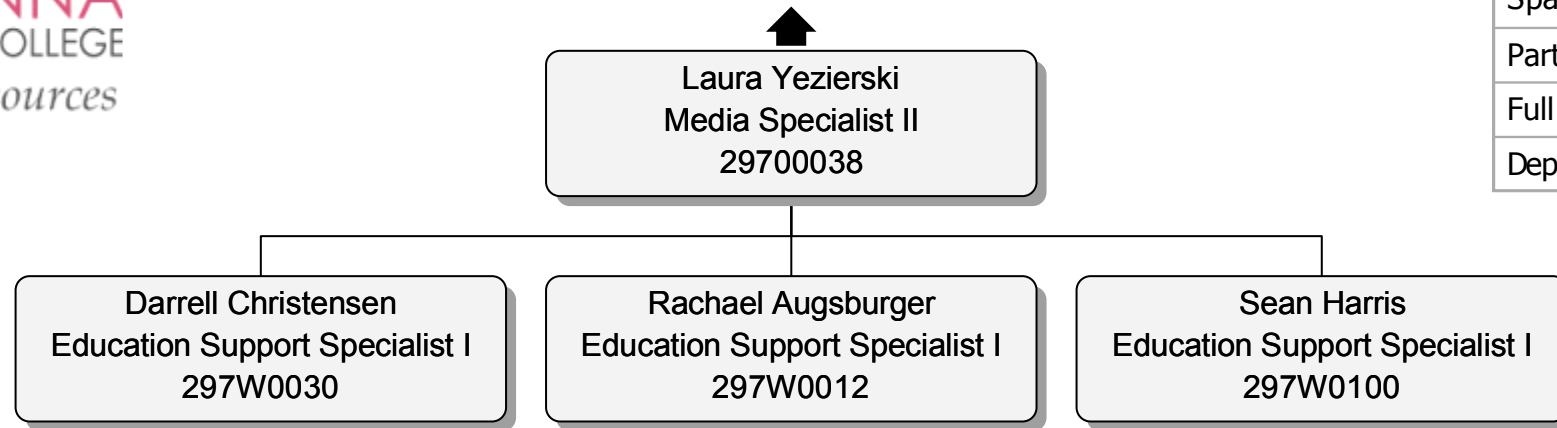 OLLEGE
ources
Laura Yezierski
Media Specialist II
29700038
Part
Full
Dep
Darrell Christensen
Education Support Specialist I
297W0030
Rachael Augsburger
Education Support Specialist I
297W0012
Sean Harris
Education Support Specialist I
297W0100